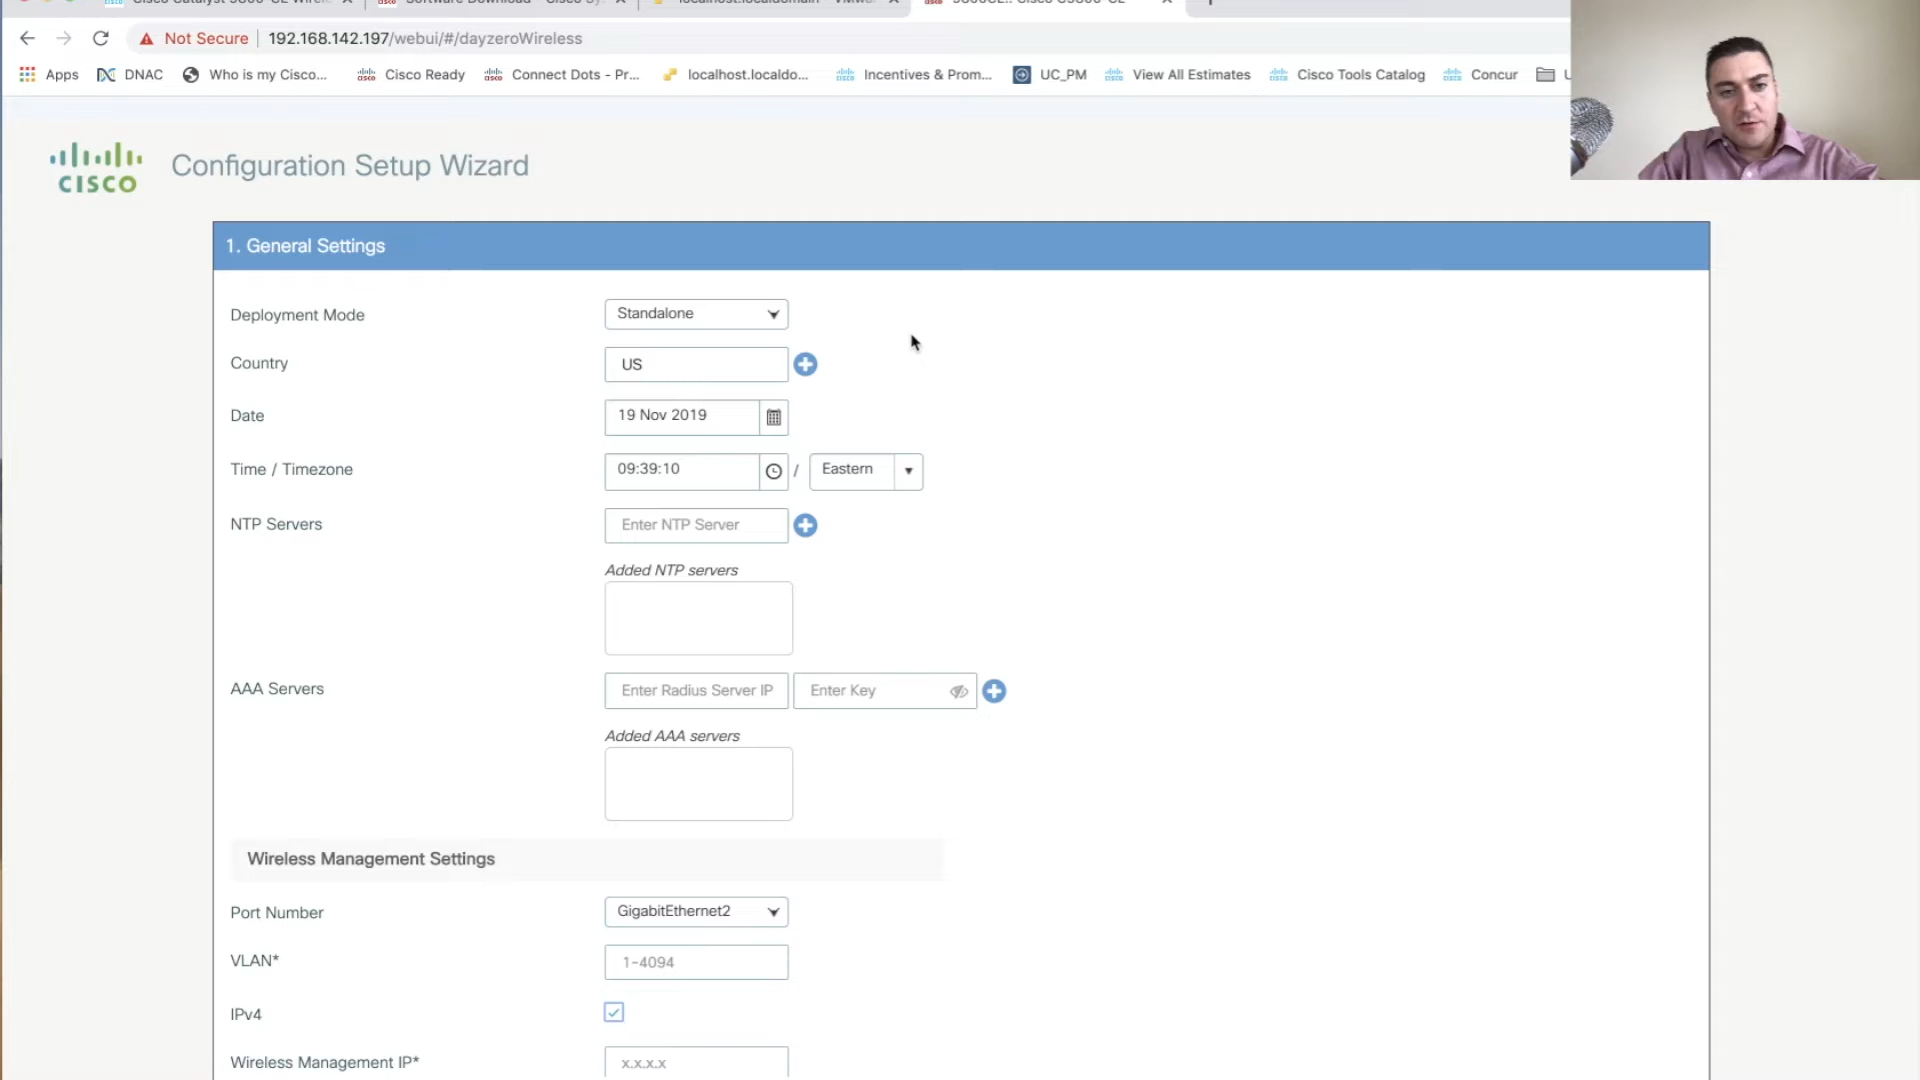 Not Secure 192.168.142.197/webui/#/dayzeroWireless
Apps DNAC Who is my Cisco... Cisco Ready Connect Dots - Pr... localhost.localdo... Incentives & Prom... UC_PM View All Estimates Cisco Tools Catalog Concur
CISCO Configuration Setup Wizard
1. General Settings
Deployment Mode Standalone
Country US
Date 19 Nov 2019
Time / Timezone 09:39:10 / Eastern
NTP Servers Enter NTP Server
Added NTP servers
AAA Servers Enter Radius Server IP Enter Key
Added AAA servers
Wireless Management Settings
Port Number GigabitEthernet2
VLAN* 1-4094
IPv4
Wireless Management IP* x.x.x.x